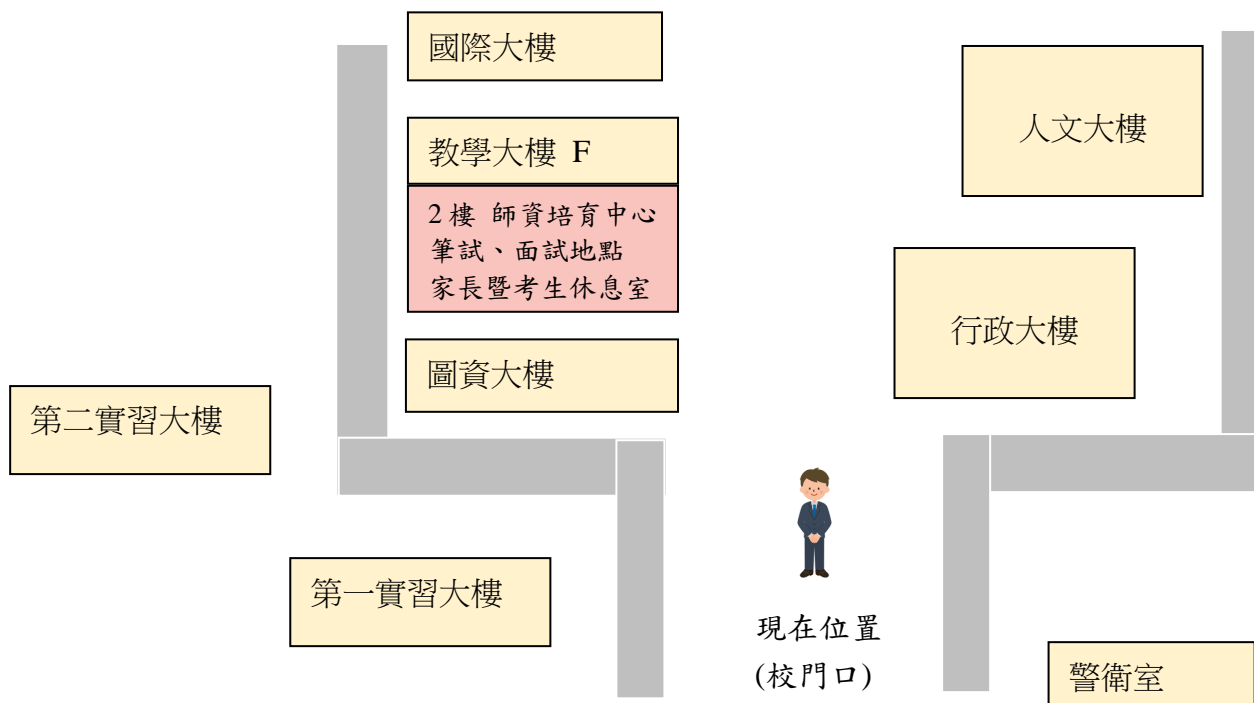 國際大樓
人文大樓
教學大樓 F
2 樓 師資培育中心
筆試、面試地點
家長暨考生休息室
行政大樓
圖資大樓
第二實習大樓
第一實習大樓
現在位置
(校門口)
警衛室